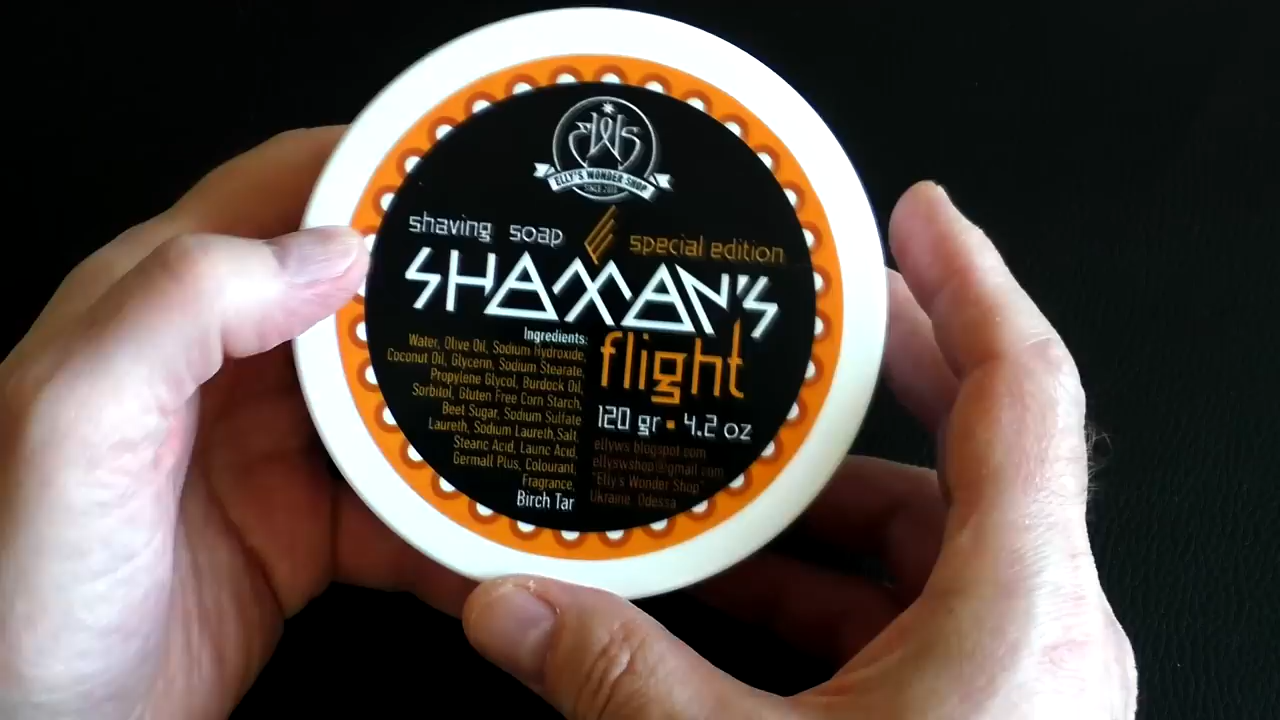 EWS
ELLY'S WONDER SHOP
shaving soap special edition
SHAMAN'S
flight
Ingredients:
Water, Olive Oil, Sodium Hydroxide,
Coconut Oil, Glycerin, Sodium Stearate,
Propylene Glycol, Burdock Oil,
Sorbitol, Gluten Free Corn Starch,
Beet Sugar, Sodium Sulfate
Laureth, Sodium Laureth,Salt,
Stearic Acid, Lauric Acid,
Germall Plus, Colourant,
Fragrance,
Birch Tar
120 gr • 4.2 oz
ellyws.blogspot.com
ellyswshop@gmail.com
"Elly's Wonder Shop"
Ukraine, Odessa